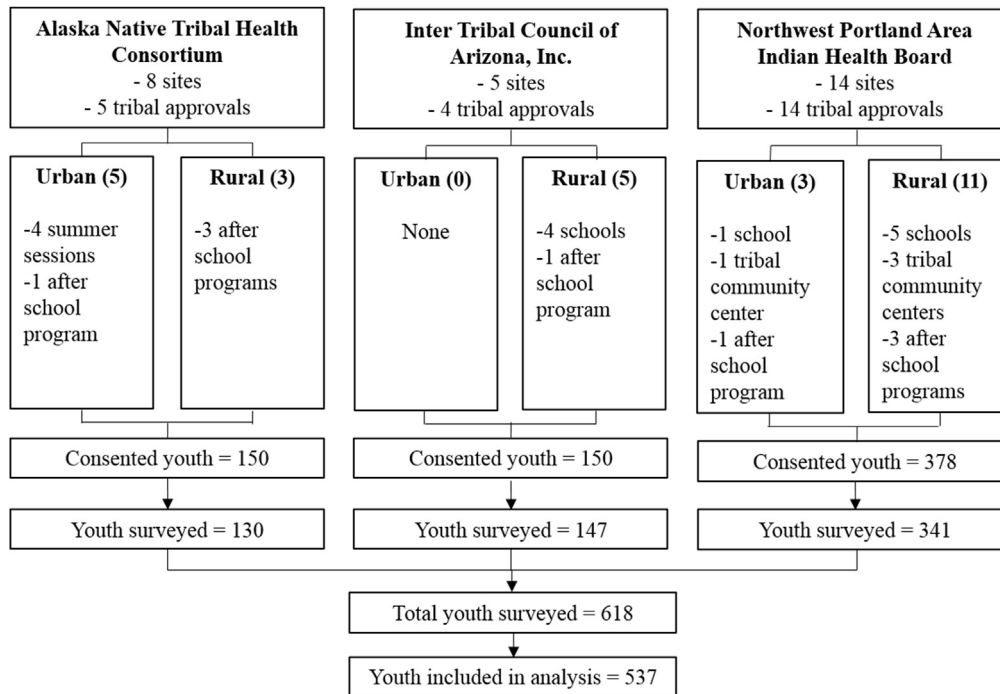 Alaska Native Tribal Health
Consortium
- 8 sites
- 5 tribal approvals
Urban (5)
-4 summer
sessions
-1 after
school
program
Rural (3)
-3 after
school
programs
Consented youth = 150
Youth surveyed = 130
Inter Tribal Council of
Arizona, Inc.
- 5 sites
- 4 tribal approvals
Urban (0)
None
Rural (5)
-4 schools
-1 after
school
program
Consented youth = 150
Youth surveyed = 147
Northwest Portland Area
Indian Health Board
- 14 sites
- 14 tribal approvals
Urban (3)
-1 school
-1 tribal
community
center
-1 after
school
program
Rural (11)
-5 schools
-3 tribal
community
centers
-3 after
school
programs
Consented youth = 378
Youth surveyed = 341
Total youth surveyed = 618
Youth included in analysis = 537